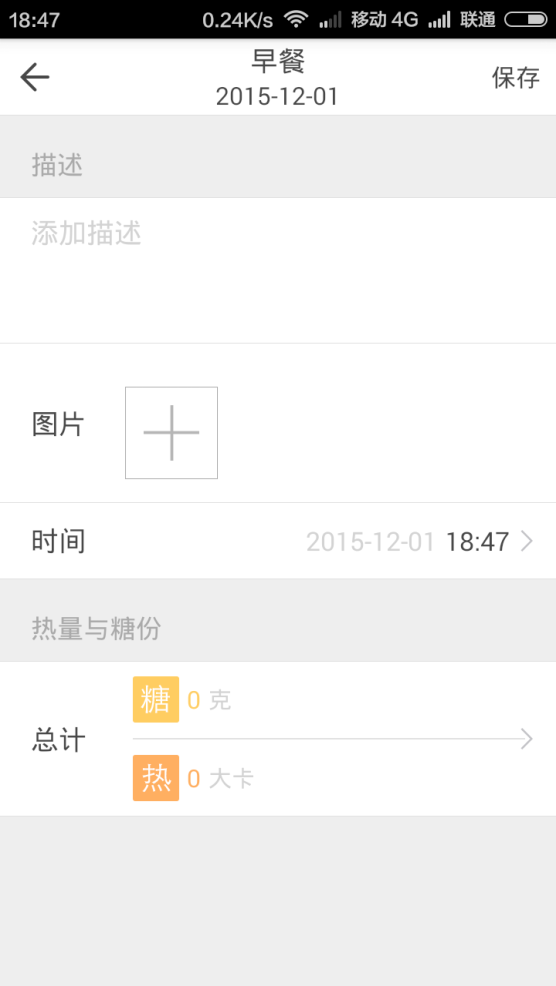 18:47 0.24K/s 移动 4G 联通
早餐
2015-12-01
保存
描述
添加描述
图片
时间 2015-12-01 18:47
热量与糖份
糖 0 克
总计
热 0 大卡